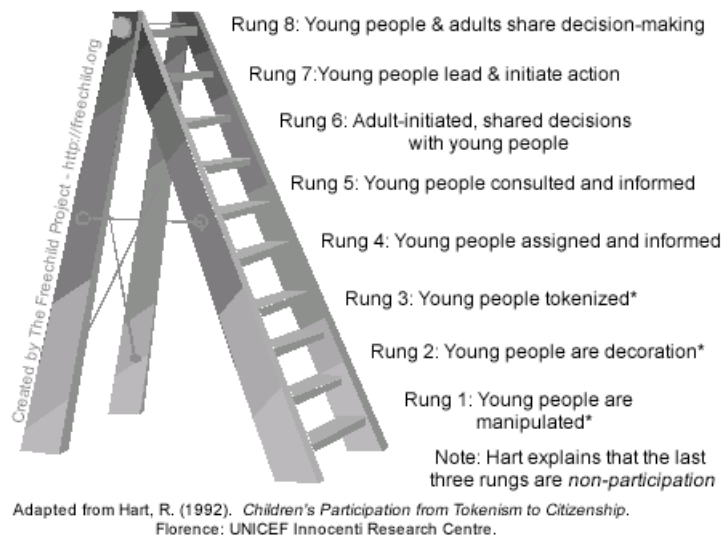 Rung 8: Young people & adults share decision-making
Rung 7:Young people lead & initiate action
Rung 6: Adult-initiated, shared decisions
with young people
Rung 5: Young people consulted and informed
Rung 4: Young people assigned and informed
Rung 3: Young people tokenized*
Rung 2: Young people are decoration*
Rung 1: Young people are
manipulated*
Note: Hart explains that the last
three rungs are non-participation
Created by The Freechild Project - http://freechild.org
Adapted from Hart, R. (1992). Children's Participation from Tokenism to Citizenship.
Florence: UNICEF Innocenti Research Centre.